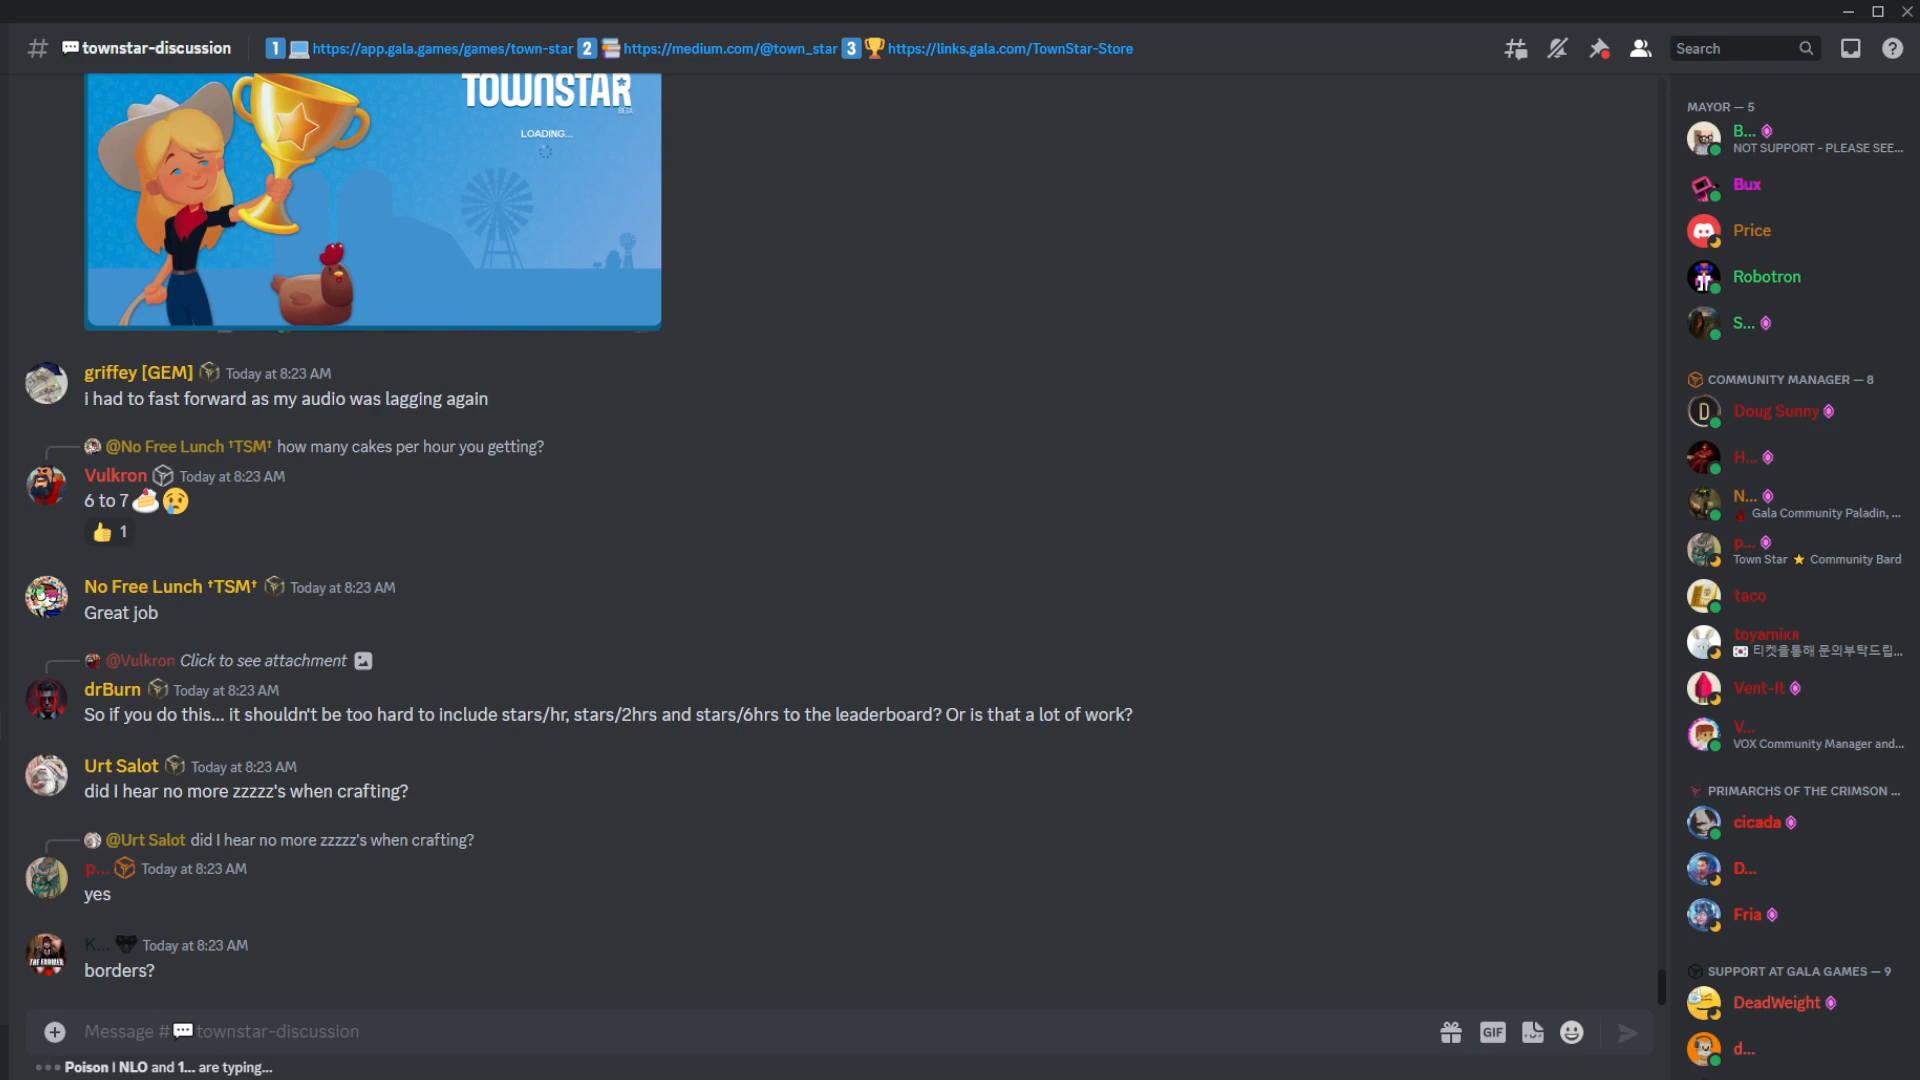 townstar-discussion
1 https://app.gala.games/games/town-star 2 https://medium.com/@town_star 3 https://links.gala.com/TownStar-Store
Search
TOWNSTAR
BETA
LOADING...
griffey [GEM] Today at 8:23 AM
i had to fast forward as my audio was lagging again
@No Free Lunch †TSM† how many cakes per hour you getting?
Vulkron Today at 8:23 AM
6 to 7🍰😢
👍 1
No Free Lunch †TSM† Today at 8:23 AM
Great job
@Vulkron Click to see attachment
drBurn Today at 8:23 AM
So if you do this... it shouldn't be too hard to include stars/hr, stars/2hrs and stars/6hrs to the leaderboard? Or is that a lot of work?
Urt Salot Today at 8:23 AM
did I hear no more zzzzz's when crafting?
@Urt Salot did I hear no more zzzzz's when crafting?
p... Today at 8:23 AM
yes
THE FARMER
K... Today at 8:23 AM
borders?
Message #💬townstar-discussion
GIF
Poison | NLO and 1... are typing...
MAYOR — 5
B...
NOT SUPPORT - PLEASE SEE...
Bux
Price
Robotron
S...
COMMUNITY MANAGER — 8
D
Doug Sunny
H...
N...
Gala Community Paladin, ...
p...
Town Star ⭐ Community Bard
taco
toyamikя
🇰🇷 티켓을통해 문의부탁드립...
Vent-It
V...
VOX Community Manager and...
PRIMARCHS OF THE CRIMSON ...
cicada
D...
Fria
SUPPORT AT GALA GAMES — 9
DeadWeight
d...